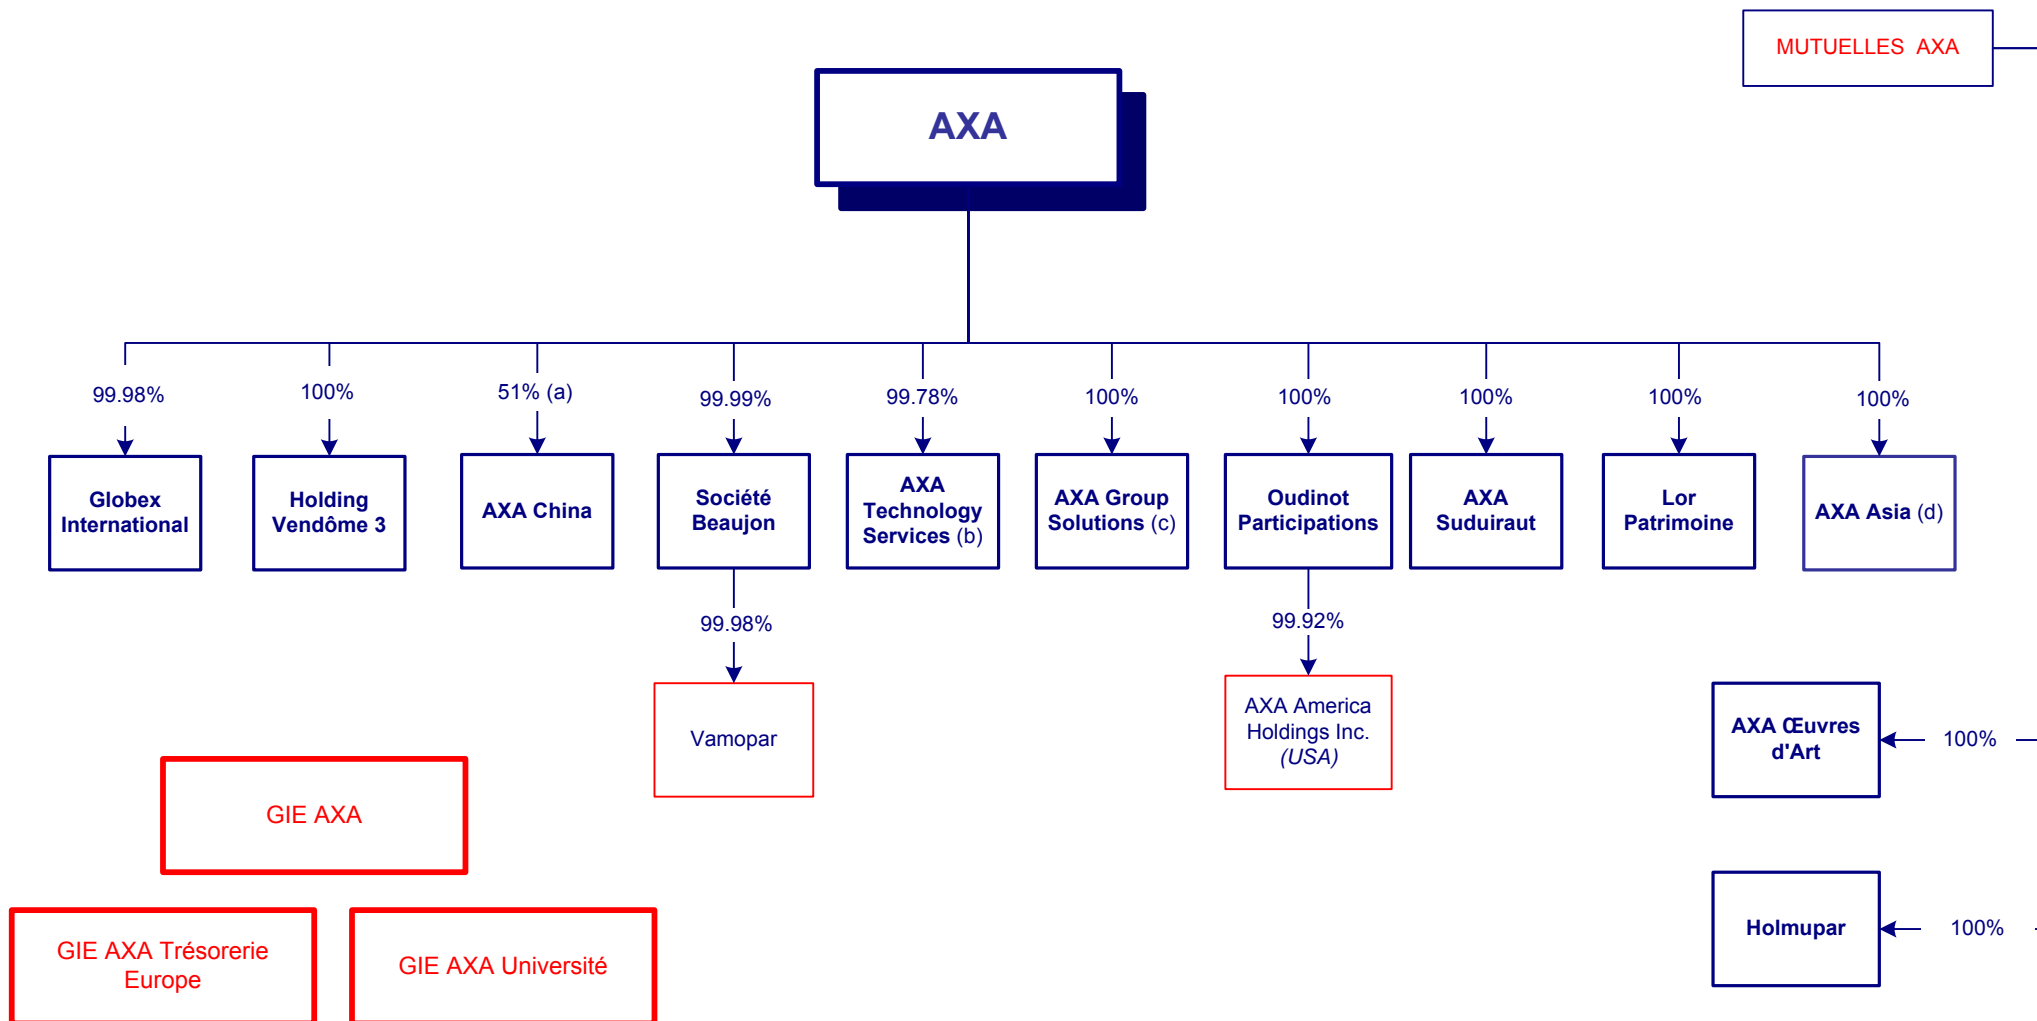 MUTUELLES AXA
AXA
99.98%
100%
51% (a)
99.99%
99.78%
100%
100%
100%
100%
100%
Globex
International
Holding
Vendôme 3
AXA China
Société
Beaujon
AXA
Technology
Services (b)
AXA Group
Solutions (c)
Oudinot
Participations
AXA
Suduiraut
Lor
Patrimoine
AXA Asia (d)
99.98%
99.92%
Vamopar
AXA America
Holdings Inc.
(USA)
AXA Œuvres
d'Art
100%
GIE AXA
Holmupar
100%
GIE AXA Trésorerie
Europe
GIE AXA Université